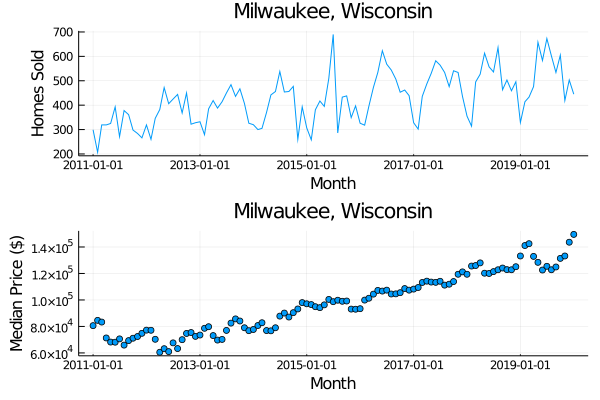 Milwaukee, Wisconsin
Homes Sold
700
600
500
400
300
200
2011-01-01 2013-01-01 2015-01-01 2017-01-01 2019-01-01
Month
Milwaukee, Wisconsin
Median Price ($)
1.4×10⁵
1.2×10⁵
1.0×10⁵
8.0×10⁴
6.0×10⁴
2011-01-01 2013-01-01 2015-01-01 2017-01-01 2019-01-01
Month